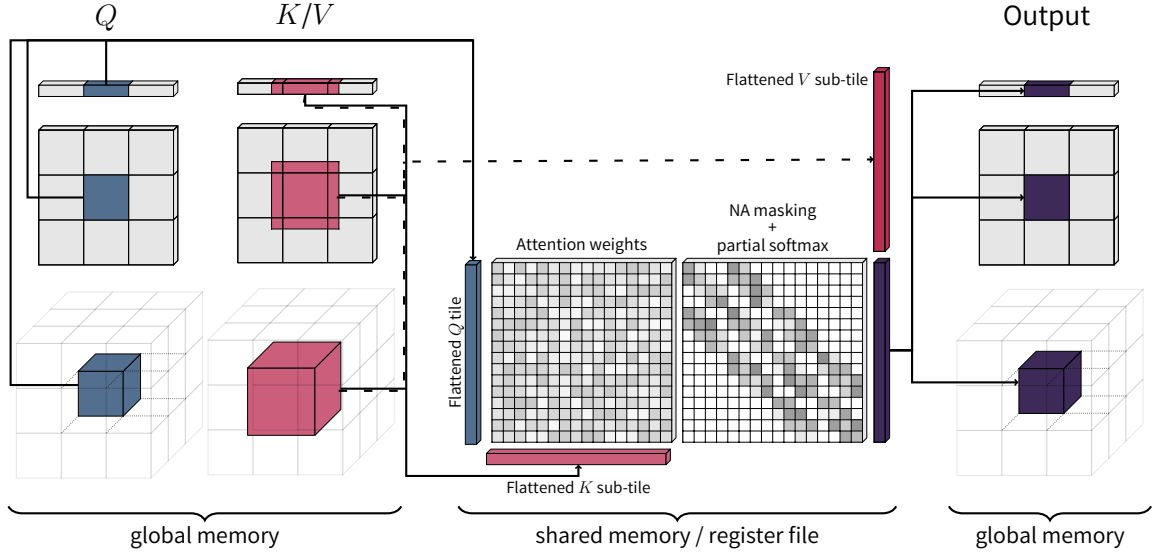 Q
K/V
Output
Flattened V sub-tile
NA masking
+
partial softmax
Attention weights
Flattened Q tile
Flattened K sub-tile
global memory
shared memory / register file
global memory